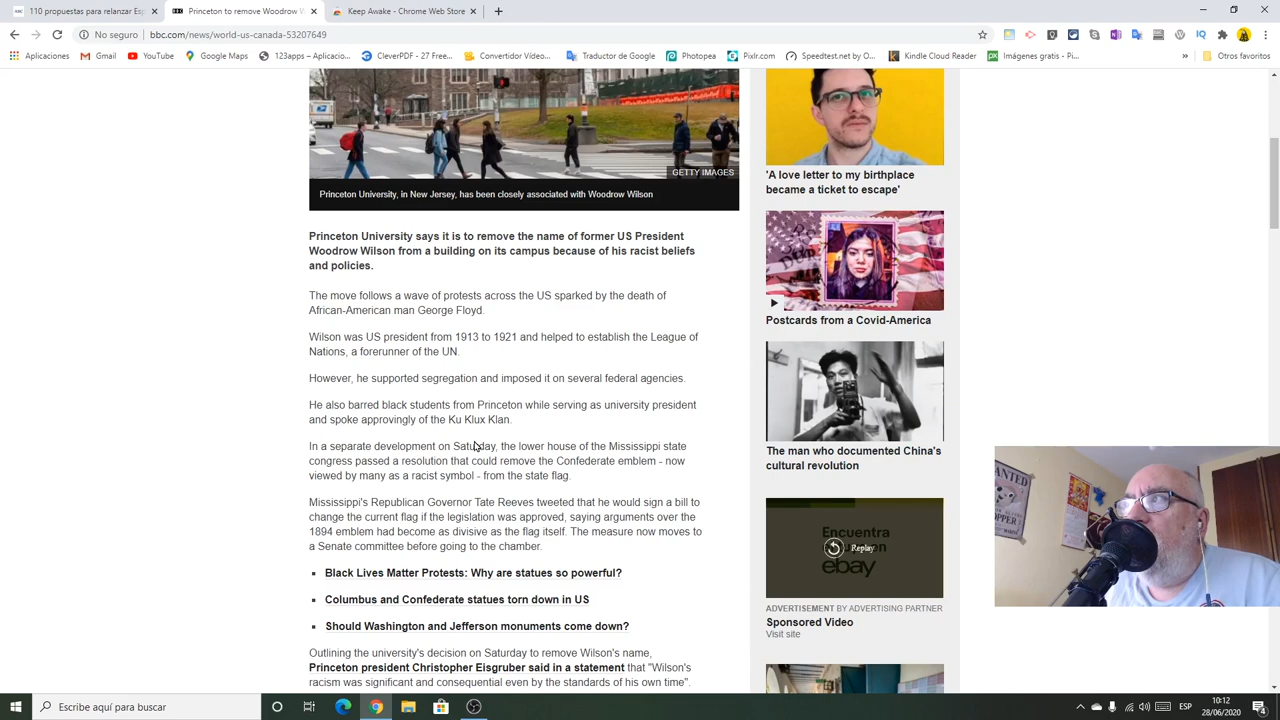 110 propuestas para relanzar Es
Princeton to remove Woodrow W
Keep Awake - Chrome Web Store
No seguro
bbc.com/news/world-us-canada-53207649
Aplicaciones
Gmail
YouTube
Google Maps
123apps – Aplicacio...
CleverPDF - 27 Free...
Convertidor Vídeo...
Traductor de Google
Photopea
Pixlr.com
Speedtest.net by O...
Kindle Cloud Reader
Imágenes gratis - Pi...
»
Otros favoritos
GETTY IMAGES
Princeton University, in New Jersey, has been closely associated with Woodrow Wilson
Princeton University says it is to remove the name of former US President
Woodrow Wilson from a building on its campus because of his racist beliefs
and policies.
The move follows a wave of protests across the US sparked by the death of
African-American man George Floyd.
Wilson was US president from 1913 to 1921 and helped to establish the League of
Nations, a forerunner of the UN.
However, he supported segregation and imposed it on several federal agencies.
He also barred black students from Princeton while serving as university president
and spoke approvingly of the Ku Klux Klan.
In a separate development on Saturday, the lower house of the Mississippi state
congress passed a resolution that could remove the Confederate emblem - now
viewed by many as a racist symbol - from the state flag.
Mississippi's Republican Governor Tate Reeves tweeted that he would sign a bill to
change the current flag if the legislation was approved, saying arguments over the
1894 emblem had become as divisive as the flag itself. The measure now moves to
a Senate committee before going to the chamber.
Black Lives Matter Protests: Why are statues so powerful?
Columbus and Confederate statues torn down in US
Should Washington and Jefferson monuments come down?
Outlining the university's decision on Saturday to remove Wilson's name,
Princeton president Christopher Eisgruber said in a statement that "Wilson's
racism was significant and consequential even by the standards of his own time".
'A love letter to my birthplace
became a ticket to escape'
Postcards from a Covid-America
The man who documented China's
cultural revolution
Encuentra
Replay
ebay
ADVERTISEMENT BY ADVERTISING PARTNER
Sponsored Video
Visit site
WANTED
Escribe aquí para buscar
ESP
10:12
28/06/2020
4